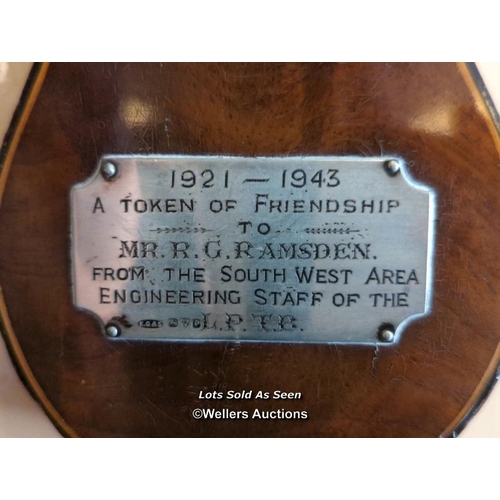 1921 — 1943
A TOKEN OF FRIENDSHIP
TO
MR. R. G. RAMSDEN.
FROM THE SOUTH WEST AREA
ENGINEERING STAFF OF THE
L.P.T.B.
Lots Sold As Seen
©Wellers Auctions